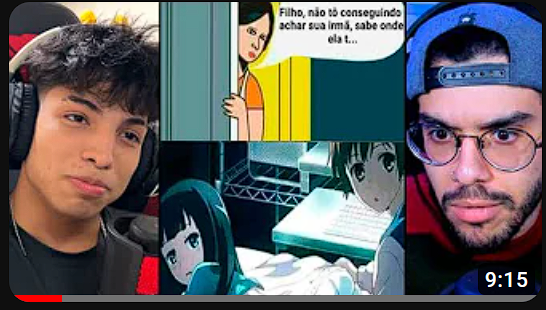 Filho, não tô conseguindo
achar sua irmã, sabe onde
ela t...
9:15